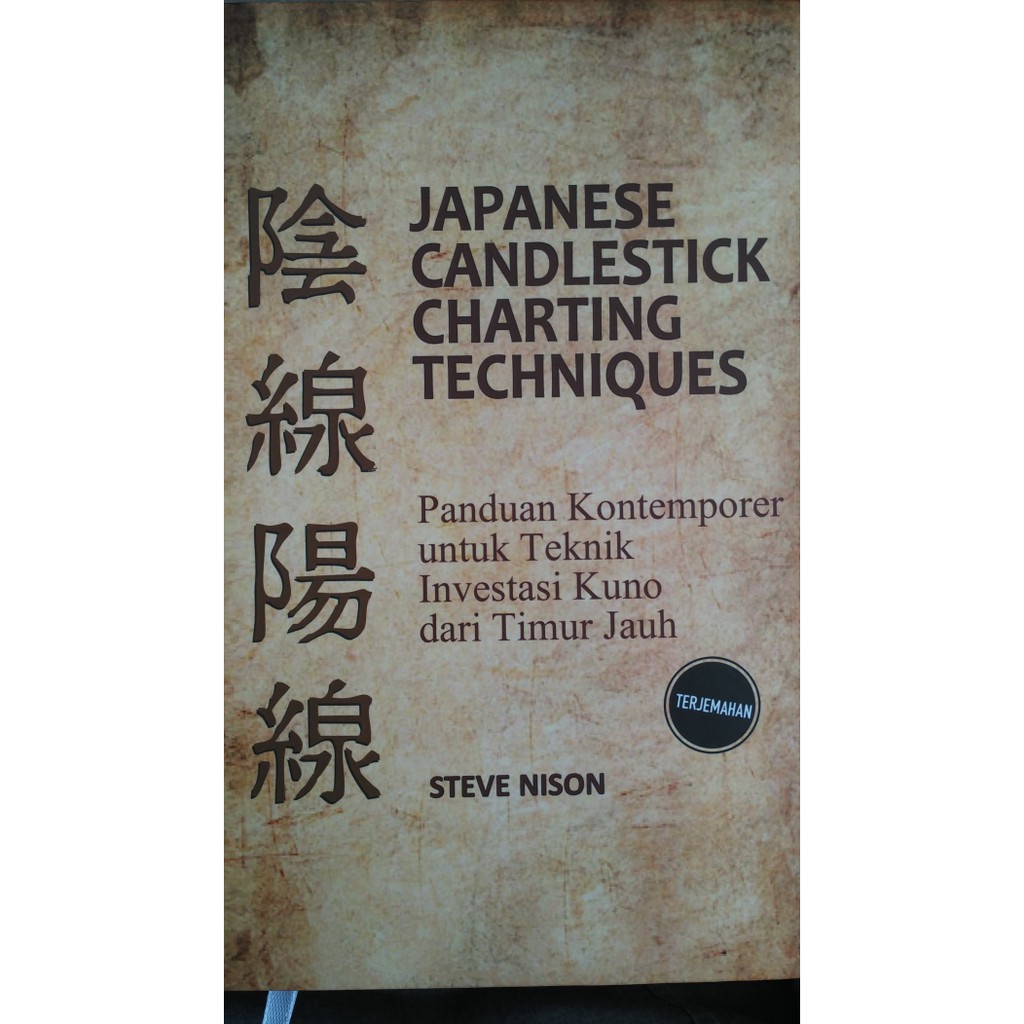 陰線陽線
JAPANESE
CANDLESTICK
CHARTING
TECHNIQUES
Panduan Kontemporer
untuk Teknik
Investasi Kuno
dari Timur Jauh
TERJEMAHAN
STEVE NISON